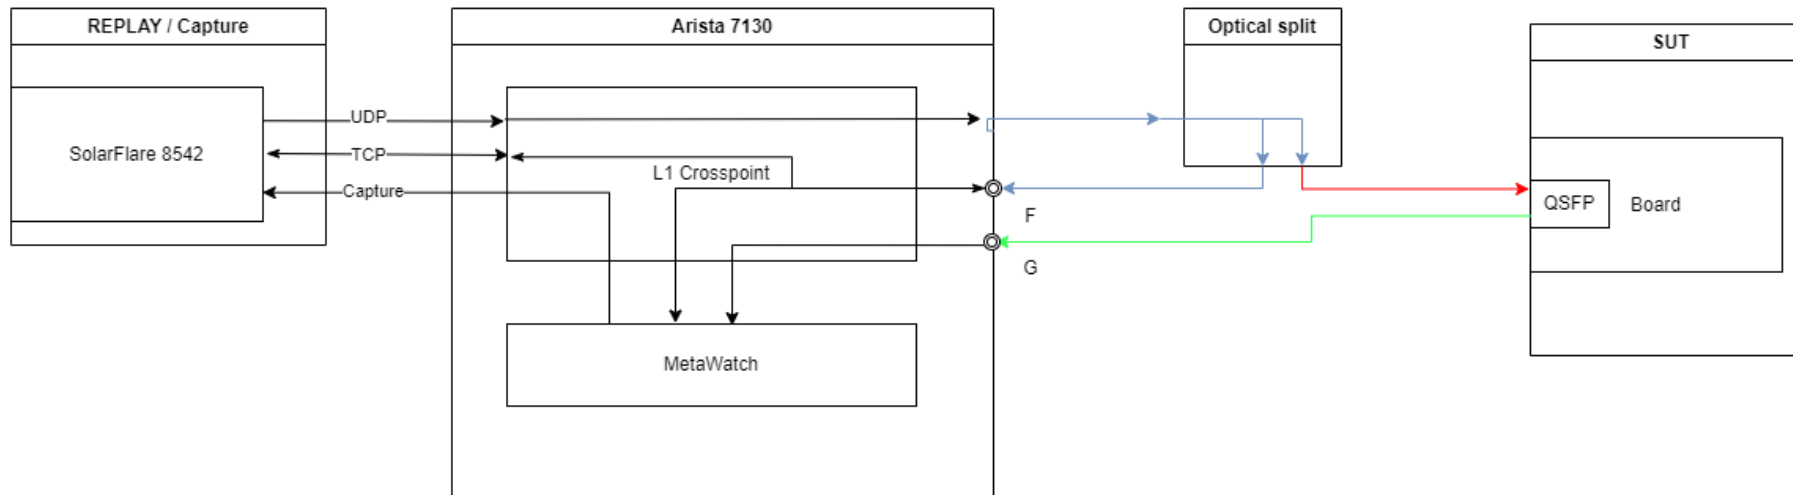 REPLAY / Capture
Arista 7130
Optical split
SUT
UDP
SolarFlare 8542
TCP
L1 Crosspoint
Capture
QSFP
Board
F
G
MetaWatch